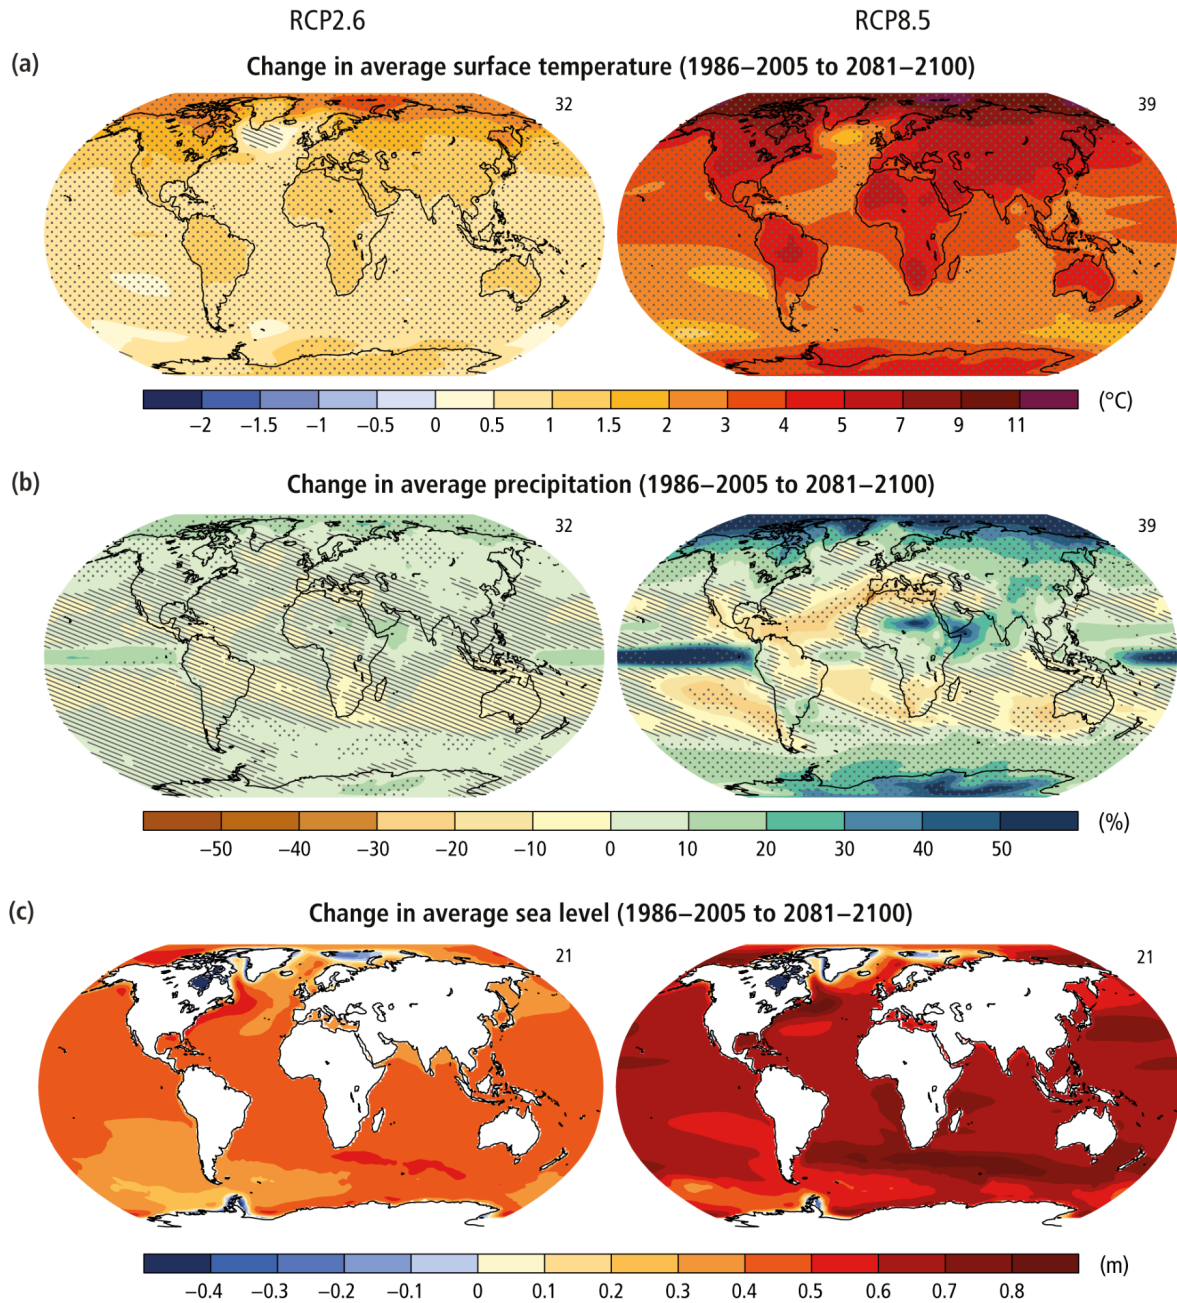 RCP2.6 RCP8.5
(a) Change in average surface temperature (1986–2005 to 2081–2100)
32 39
−2 −1.5 −1 −0.5 0 0.5 1 1.5 2 3 4 5 7 9 11 (°C)
(b) Change in average precipitation (1986–2005 to 2081–2100)
32 39
−50 −40 −30 −20 −10 0 10 20 30 40 50 (%)
(c) Change in average sea level (1986–2005 to 2081–2100)
21 21
−0.4 −0.3 −0.2 −0.1 0 0.1 0.2 0.3 0.4 0.5 0.6 0.7 0.8 (m)